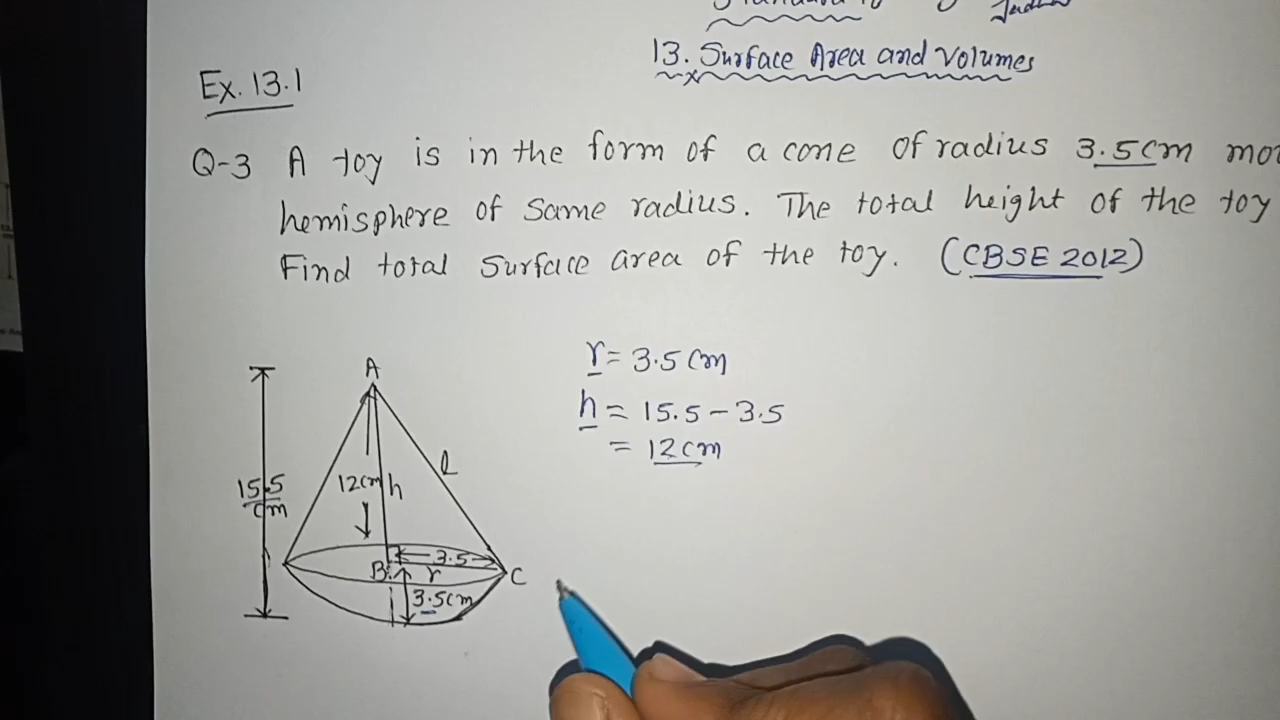 13. Surface Area and Volumes
Ex. 13.1
Q-3 A toy is in the form of a cone of radius 3.5cm
hemisphere of same radius. The total height of the toy
Find total surface area of the toy. (CBSE 2012)
r = 3.5 cm
h = 15.5 - 3.5
= 12cm
A
l
15.5
cm
12cm h
3.5
B r C
3.5cm